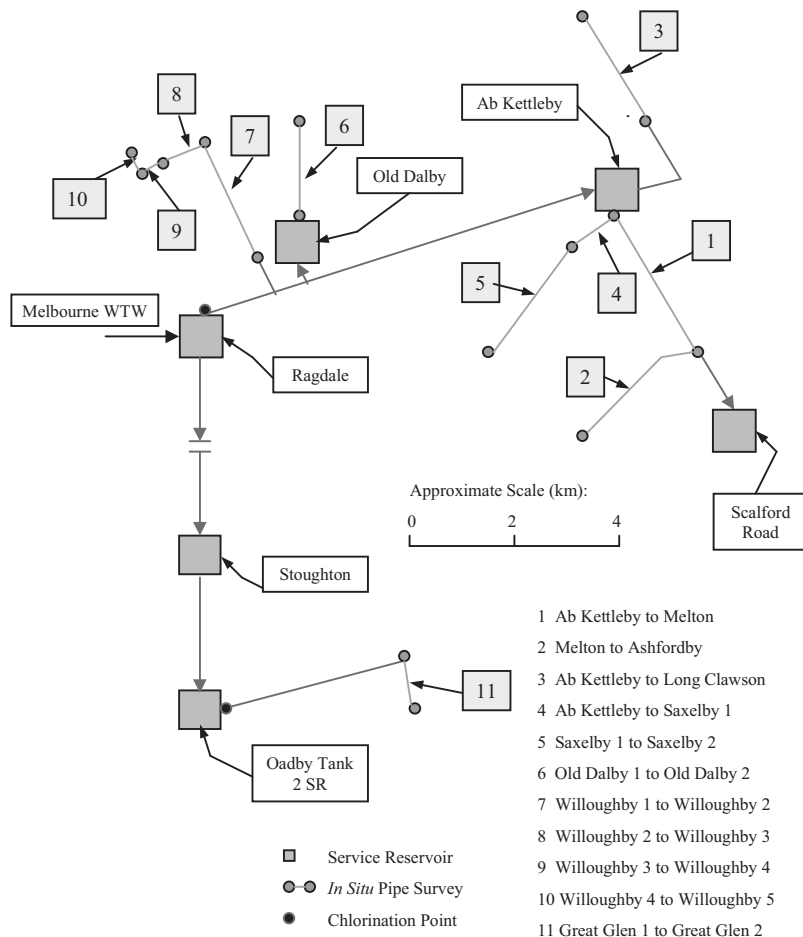 3
8
Ab Kettleby
7
6
Old Dalby
10
9
1
5
4
Melbourne WTW
Ragdale
2
Approximate Scale (km):
0 2 4
Scalford
Road
Stoughton
11
Oadby Tank
2 SR
1 Ab Kettleby to Melton
2 Melton to Ashfordby
3 Ab Kettleby to Long Clawson
4 Ab Kettleby to Saxelby 1
5 Saxelby 1 to Saxelby 2
6 Old Dalby 1 to Old Dalby 2
7 Willoughby 1 to Willoughby 2
8 Willoughby 2 to Willoughby 3
9 Willoughby 3 to Willoughby 4
10 Willoughby 4 to Willoughby 5
11 Great Glen 1 to Great Glen 2
Service Reservoir
In Situ Pipe Survey
Chlorination Point